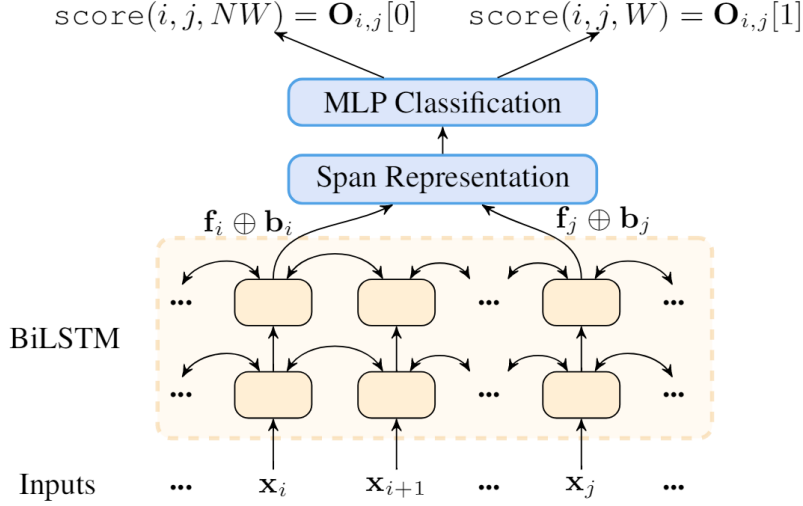 score(i, j, NW) = O_{i,j}[0] score(i, j, W) = O_{i,j}[1]
MLP Classification
Span Representation
f_i ⊕ b_i f_j ⊕ b_j
... ... ... ...
BiLSTM
... ... ...
Inputs ... x_i x_{i+1} ... x_j ...